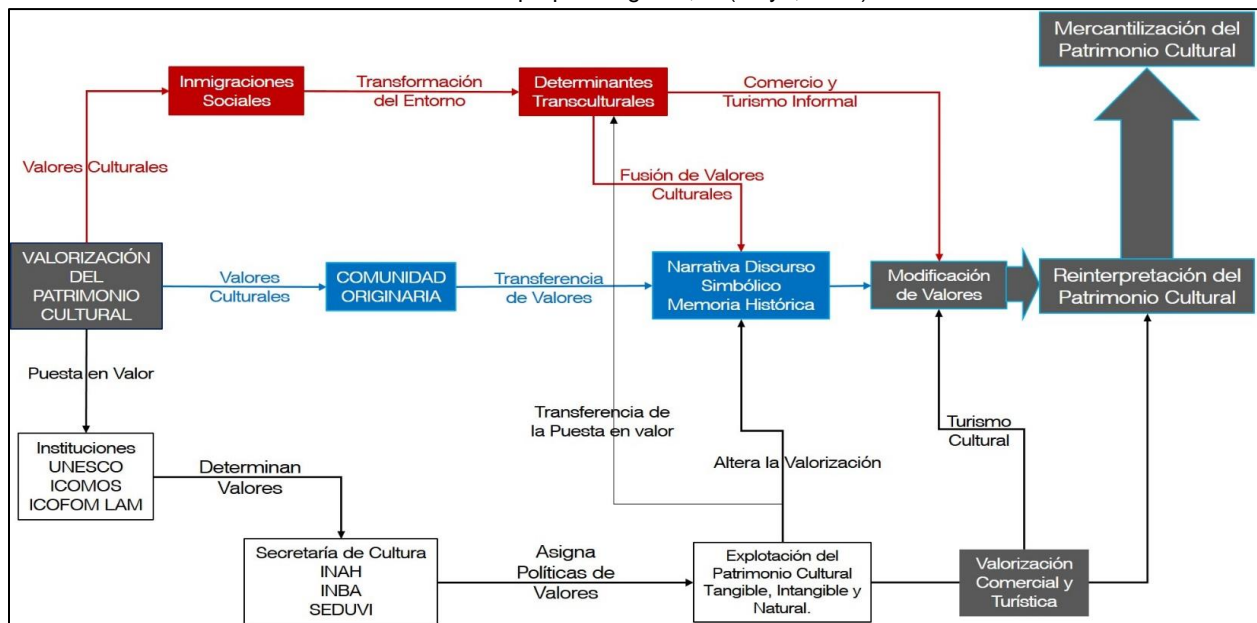 Mercantilización del
Patrimonio Cultural
Inmigraciones
Sociales
Transformación
del Entorno
Determinantes
Transculturales
Comercio y
Turismo Informal
Valores Culturales
Fusión de Valores
Culturales
VALORIZACIÓN
DEL
PATRIMONIO
CULTURAL
Valores
Culturales
COMUNIDAD
ORIGINARIA
Transferencia
de Valores
Narrativa Discurso
Simbólico
Memoria Histórica
Modificación
de Valores
Reinterpretación del
Patrimonio Cultural
Puesta en Valor
Transferencia de
la Puesta en valor
Altera la Valorización
Turismo
Cultural
Instituciones
UNESCO
ICOMOS
ICOFOM LAM
Determinan
Valores
Secretaría de Cultura
INAH
INBA
SEDUVI
Asigna
Políticas de
Valores
Explotación del
Patrimonio Cultural
Tangible, Intangible y
Natural.
Valorización
Comercial y
Turística